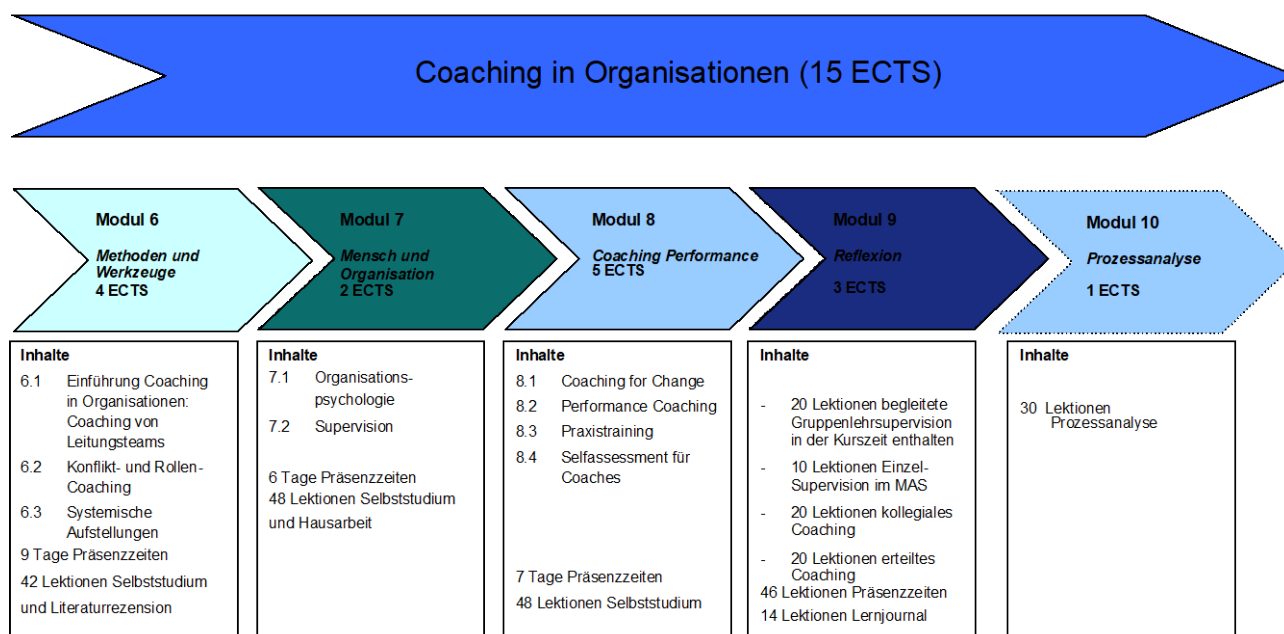 Coaching in Organisationen (15 ECTS)
Modul 6
Methoden und
Werkzeuge
4 ECTS
Modul 7
Mensch und
Organisation
2 ECTS
Modul 8
Coaching Performance
5 ECTS
Modul 9
Reflexion
3 ECTS
Modul 10
Prozessanalyse
1 ECTS
Inhalte
6.1 Einführung Coaching
in Organisationen:
Coaching von
Leitungsteams
6.2 Konflikt- und Rollen-
Coaching
6.3 Systemische
Aufstellungen
9 Tage Präsenzzeiten
42 Lektionen Selbststudium
und Literaturrezension
Inhalte
7.1 Organisations-
psychologie
7.2 Supervision
6 Tage Präsenzzeiten
48 Lektionen Selbststudium
und Hausarbeit
Inhalte
8.1 Coaching for Change
8.2 Performance Coaching
8.3 Praxistraining
8.4 Selfassessment für
Coaches
7 Tage Präsenzzeiten
48 Lektionen Selbststudium
Inhalte
- 20 Lektionen begleitete
Gruppenlehrsupervision
in der Kurszeit enthalten
- 10 Lektionen Einzel-
Supervision im MAS
- 20 Lektionen kollegiales
Coaching
- 20 Lektionen erteiltes
Coaching
46 Lektionen Präsenzzeiten
14 Lektionen Lernjournal
Inhalte
30 Lektionen
Prozessanalyse